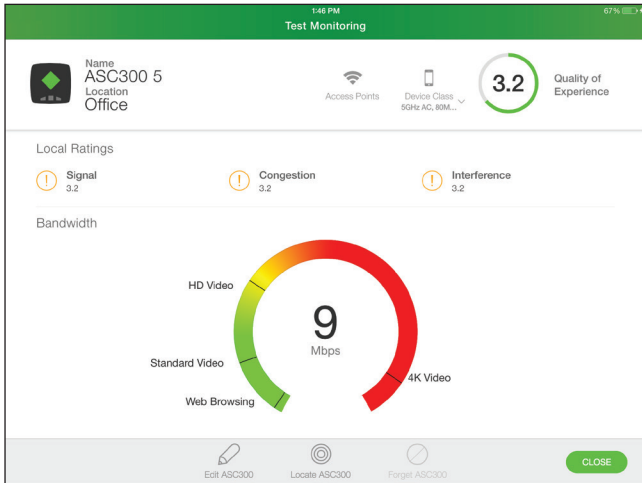 1:46 PM
67%
Test Monitoring
Name
ASC300 5
Location
Office
Access Points
Device Class
5GHz AC, 80M...
3.2
Quality of
Experience
Local Ratings
Signal
3.2
Congestion
3.2
Interference
3.2
Bandwidth
HD Video
Standard Video
Web Browsing
9
Mbps
4K Video
Edit ASC300
Locate ASC300
Forget ASC300
CLOSE